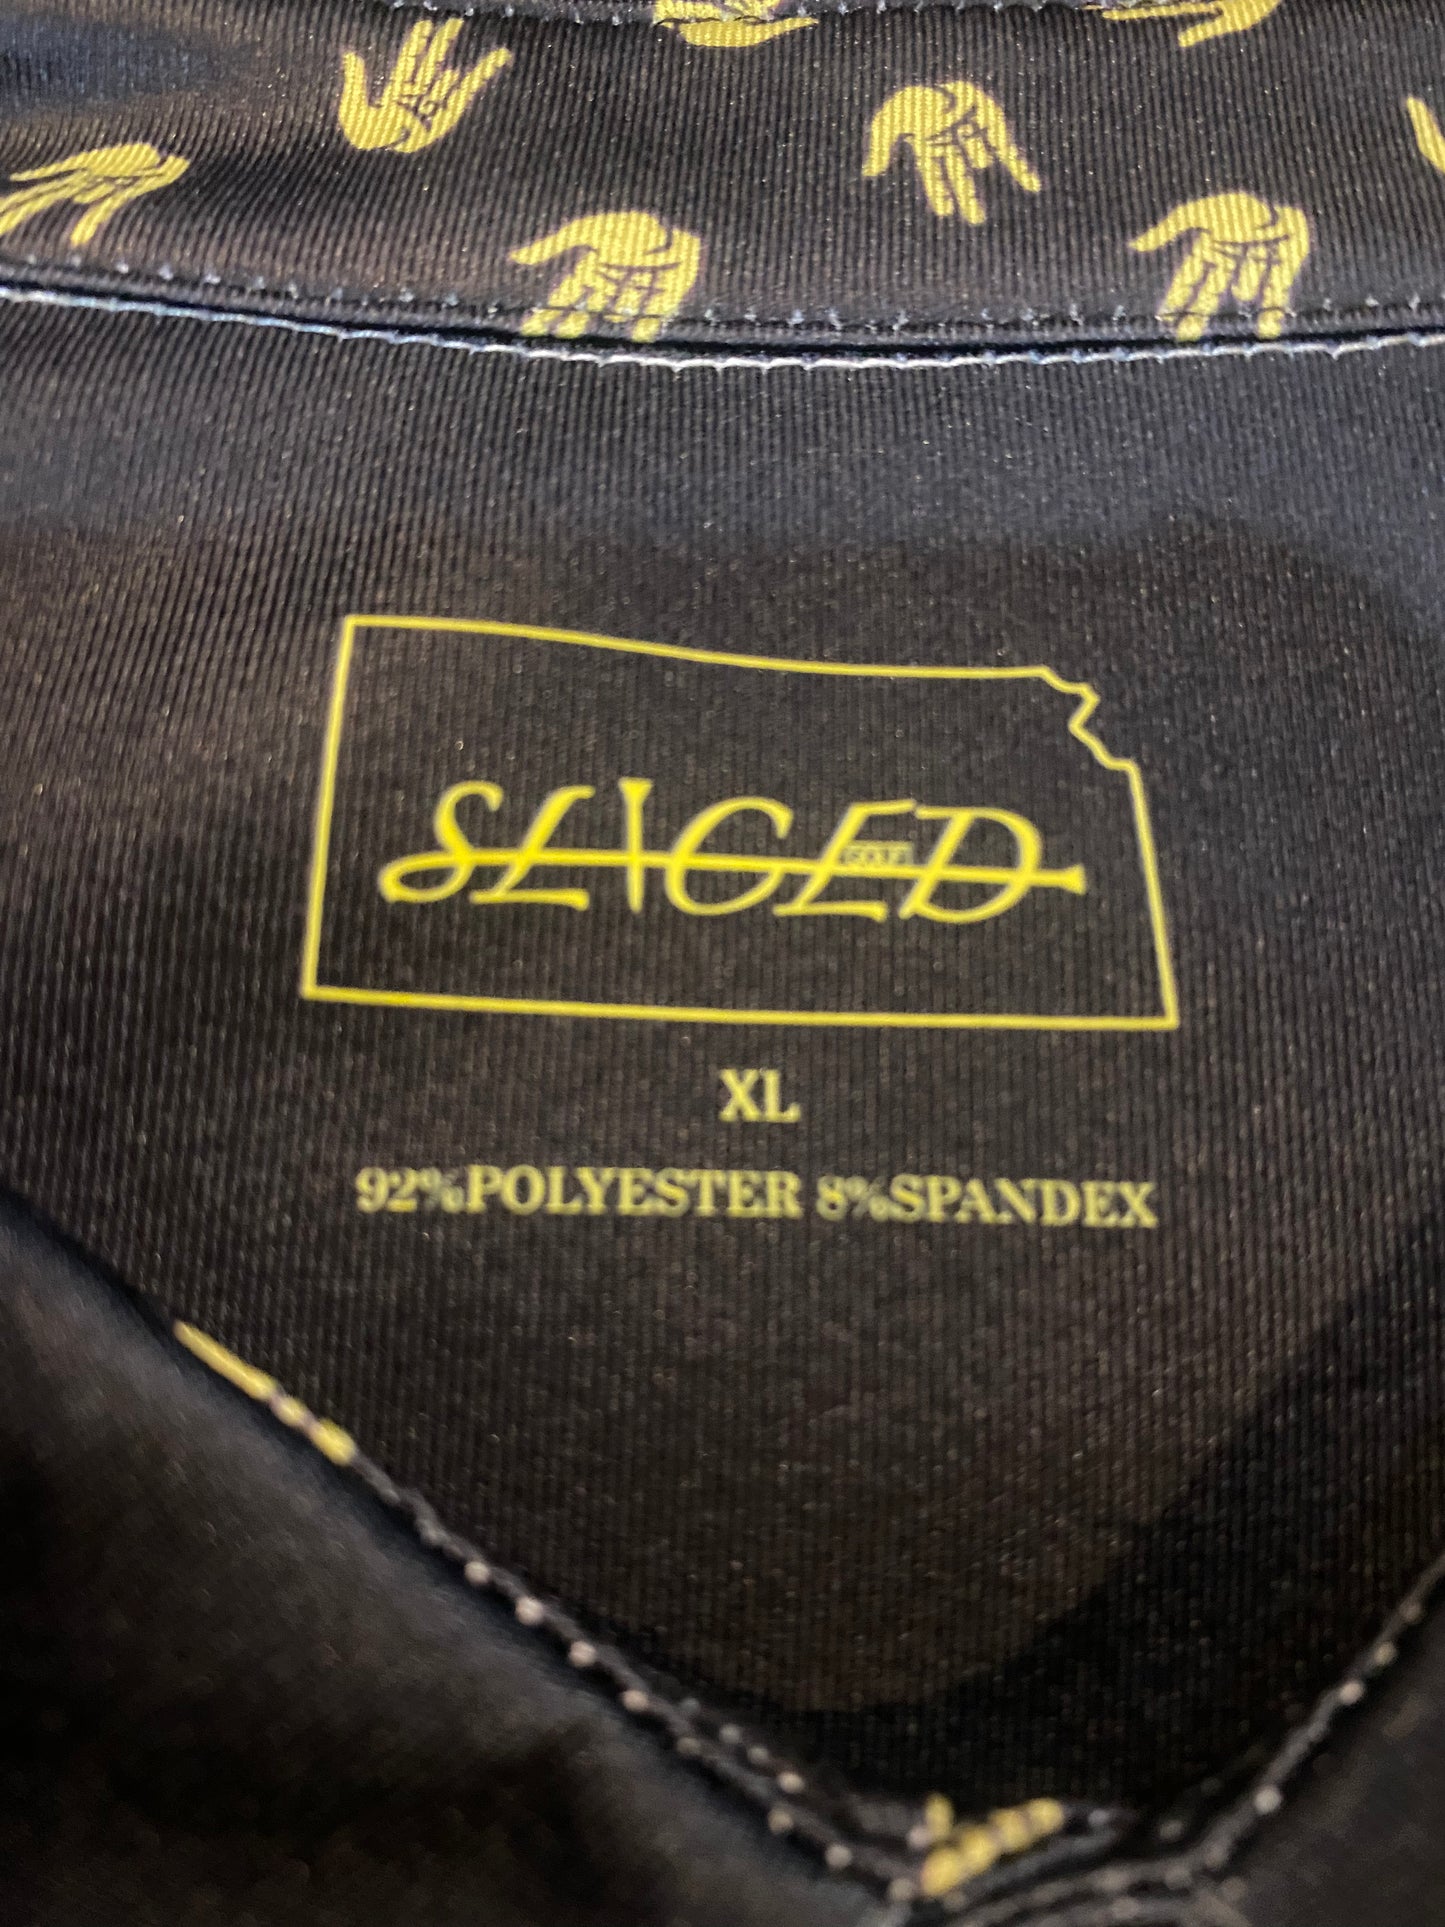 SLICED
GOLF
XL
92%POLYESTER 8%SPANDEX